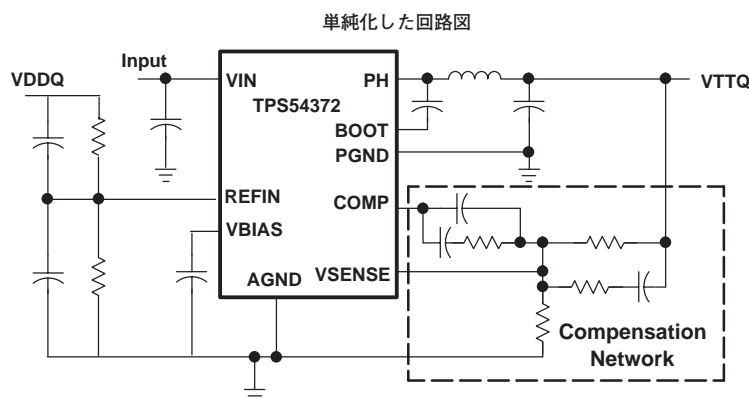 単純化した回路図
Input
VDDQ
VIN
PH
VTTQ
TPS54372
BOOT
PGND
REFIN
COMP
VBIAS
AGND
VSENSE
Compensation
Network